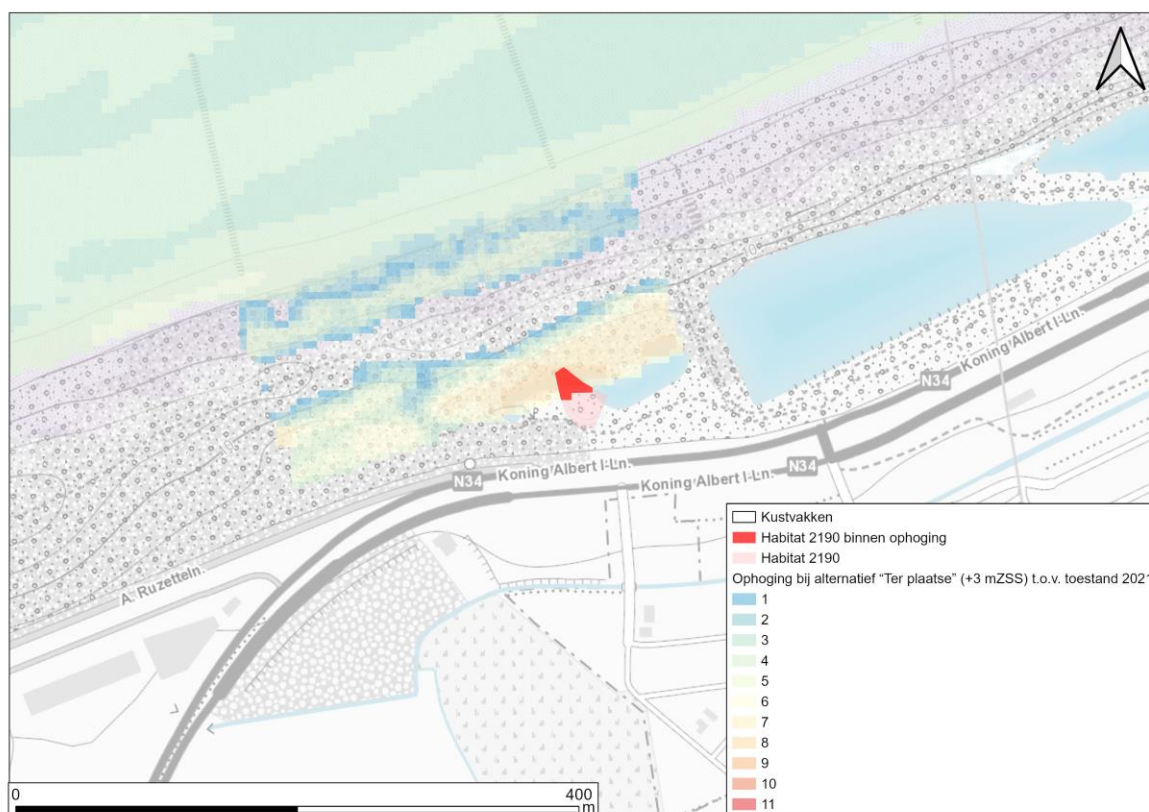 Koning Albert I-Ln.
N34
N34
Koning Albert I-Ln.
N34
Koning Albert I-Ln.
A. Ruzetteln.
Kustvakken
Habitat 2190 binnen ophoging
Habitat 2190
Ophoging bij alternatief “Ter plaatse” (+3 mZSS) t.o.v. toestand 2021
1
2
3
4
5
6
7
8
9
10
11
0
400
m